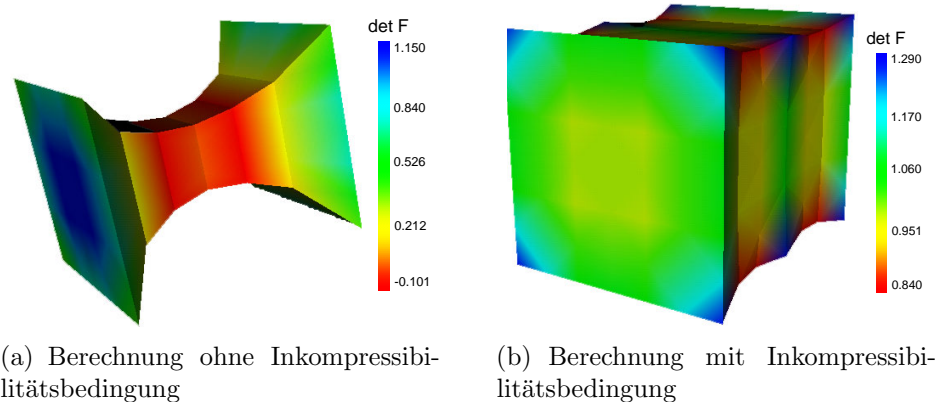 det F
1.150
0.840
0.526
0.212
-0.101
det F
1.290
1.170
1.060
0.951
0.840
(a) Berechnung ohne Inkompressibi-
litätsbedingung
(b) Berechnung mit Inkompressibi-
litätsbedingung